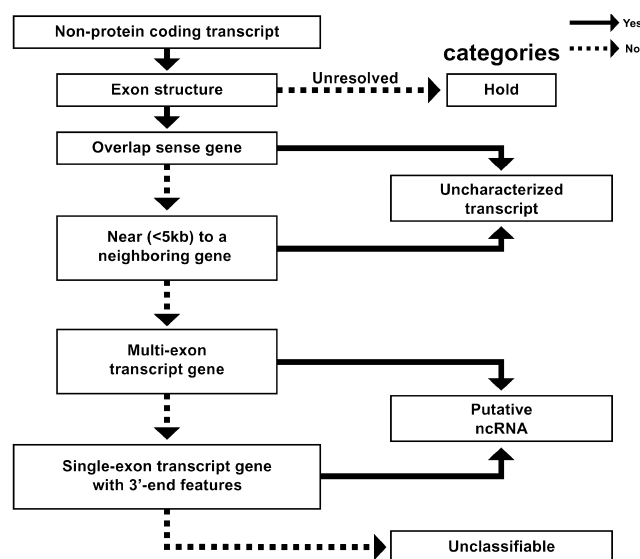 Non-protein coding transcript
Yes
No
categories
Exon structure
Unresolved
Hold
Overlap sense gene
Uncharacterized
transcript
Near (<5kb) to a
neighboring gene
Multi-exon
transcript gene
Putative
ncRNA
Single-exon transcript gene
with 3’-end features
Unclassifiable